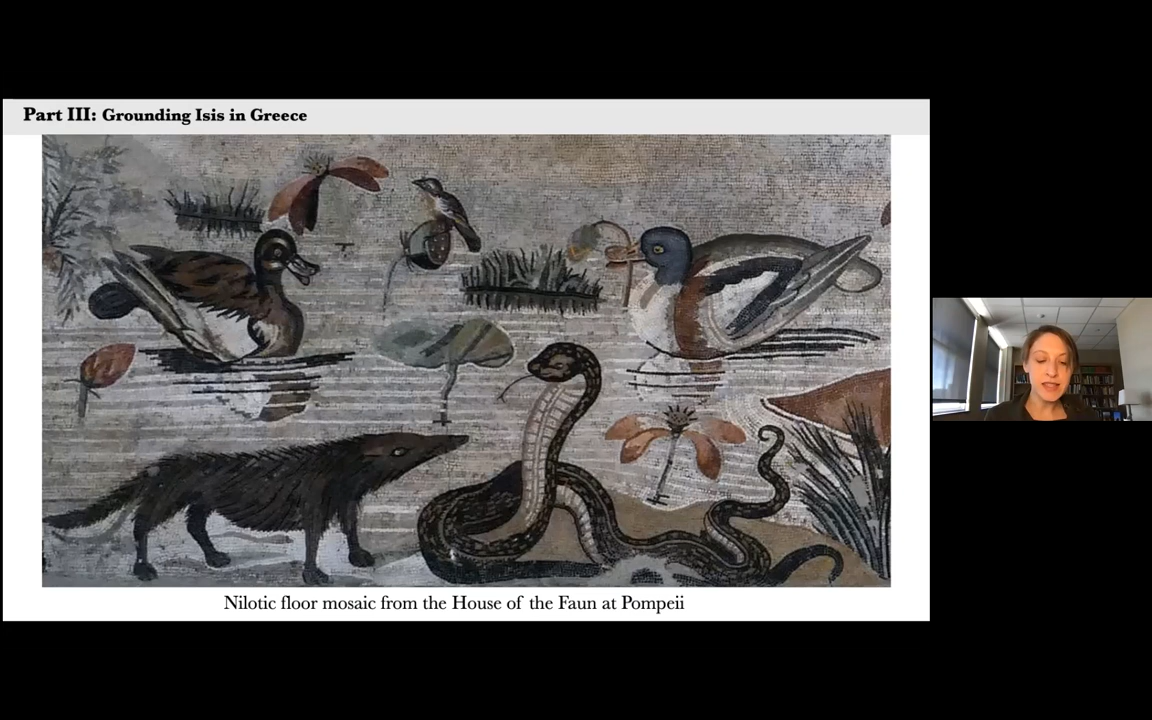 Part III: Grounding Isis in Greece
Nilotic floor mosaic from the House of the Faun at Pompeii